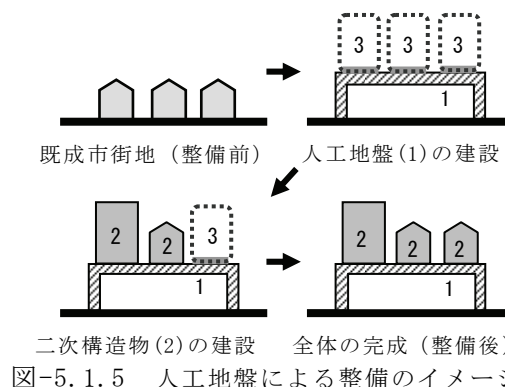 3 3 3
1
既成市街地 (整備前)
人工地盤(1)の建設
2 2 3
1
二次構造物(2)の建設
2 2 2
1
全体の完成 (整備後)
図-5.1.5 人工地盤による整備のイメージ